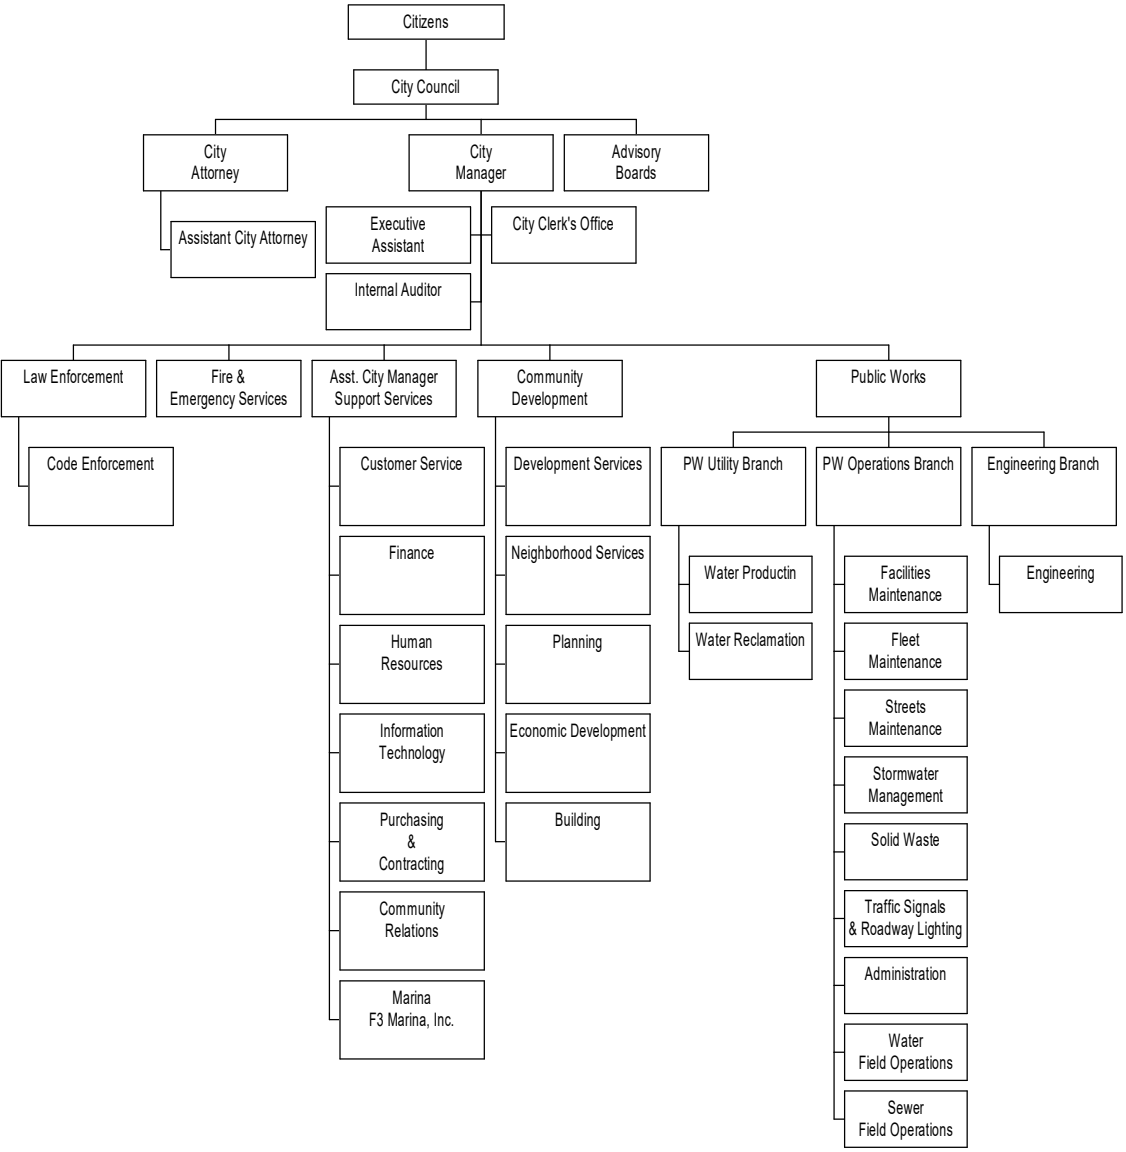 Citizens
City Council
City
Attorney
City
Manager
Advisory
Boards
Assistant City Attorney
Executive
Assistant
City Clerk's Office
Internal Auditor
Law Enforcement
Fire &
Emergency Services
Asst. City Manager
Support Services
Community
Development
Public Works
Code Enforcement
Customer Service
Finance
Human
Resources
Information
Technology
Purchasing
&
Contracting
Community
Relations
Marina
F3 Marina, Inc.
Development Services
Neighborhood Services
Planning
Economic Development
Building
PW Utility Branch
Water Productin
Water Reclamation
PW Operations Branch
Facilities
Maintenance
Fleet
Maintenance
Streets
Maintenance
Stormwater
Management
Solid Waste
Traffic Signals
& Roadway Lighting
Administration
Water
Field Operations
Sewer
Field Operations
Engineering Branch
Engineering